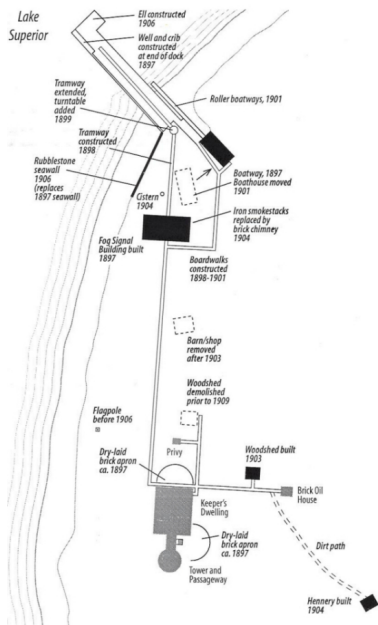 Lake
Superior
Ell constructed
1906
Well and crib
constructed
at end of dock
1897
Tramway
extended,
turntable
added
1899
Roller boatways, 1901
Tramway
constructed
1898
Rubblestone
seawall
1906
(replaces
1897 seawall)
Boatway, 1897
Boathouse moved
1901
Cistern
1904
Iron smokestacks
replaced by
brick chimney
1904
Fog Signal
Building built
1897
Boardwalks
constructed
1898-1901
Barn/shop
removed
after 1903
Woodshed
demolished
prior to 1909
Flagpole
before 1906
Privy
Woodshed built
1903
Dry-laid
brick apron
ca. 1897
Brick Oil
House
Keeper's
Dwelling
Dry-laid
brick apron
ca. 1897
Dirt path
Tower and
Passageway
Hennery built
1904